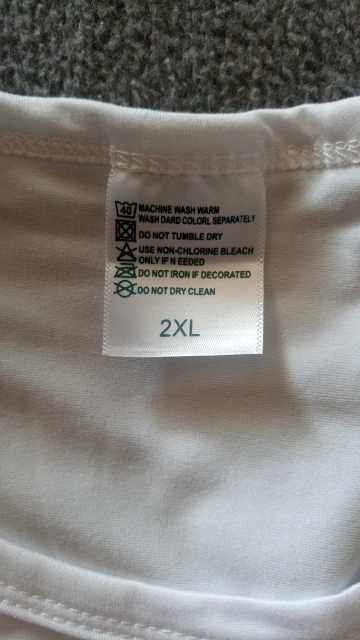 40 MACHINE WASH WARM
WASH DARD COLORL SEPARATELY
DO NOT TUMBLE DRY
USE NON-CHLORINE BLEACH
ONLY IF N EEDED
DO NOT IRON IF DECORATED
DO NOT DRY CLEAN
2XL